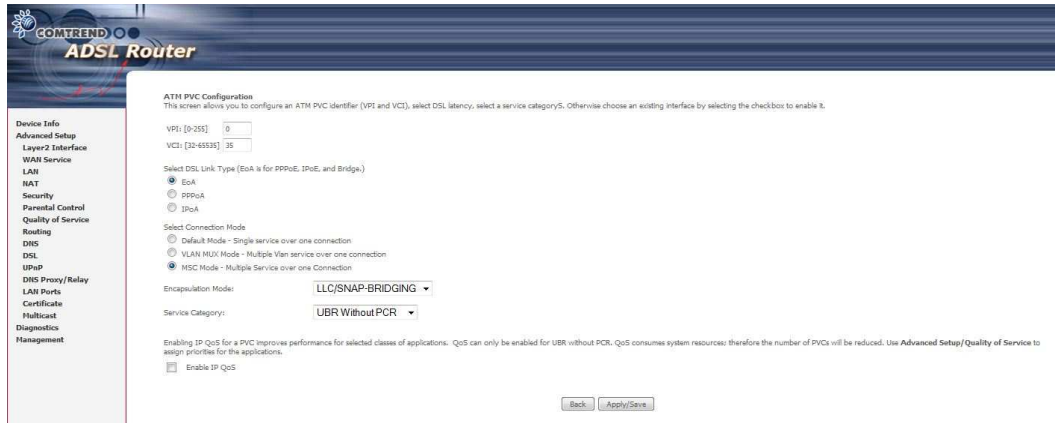 COMTREND
ADSL Router
Device Info
Advanced Setup
Layer2 Interface
WAN Service
LAN
NAT
Security
Parental Control
Quality of Service
Routing
DNS
DSL
UPnP
DNS Proxy/Relay
LAN Ports
Certificate
Multicast
Diagnostics
Management
ATM PVC Configuration
This screen allows you to configure an ATM PVC identifier (VPI and VCI), select DSL latency, select a service categoryS. Otherwise choose an existing interface by selecting the checkbox to enable it.
VPI: [0-255] 0
VCI: [32-65535] 35
Select DSL Link Type (EoA is for PPPoE, IPoE, and Bridge.)
EoA
PPPoA
IPoA
Select Connection Mode
Default Mode - Single service over one connection
VLAN MUX Mode - Multiple Vlan service over one connection
MSC Mode - Multiple Service over one Connection
Encapsulation Mode: LLC/SNAP-BRIDGING
Service Category: UBR Without PCR
Enabling IP QoS for a PVC improves performance for selected classes of applications. QoS can only be enabled for UBR without PCR. QoS consumes system resources; therefore the number of PVCs will be reduced. Use Advanced Setup/Quality of Service to
assign priorities for the applications.
Enable IP QoS
Back Apply/Save